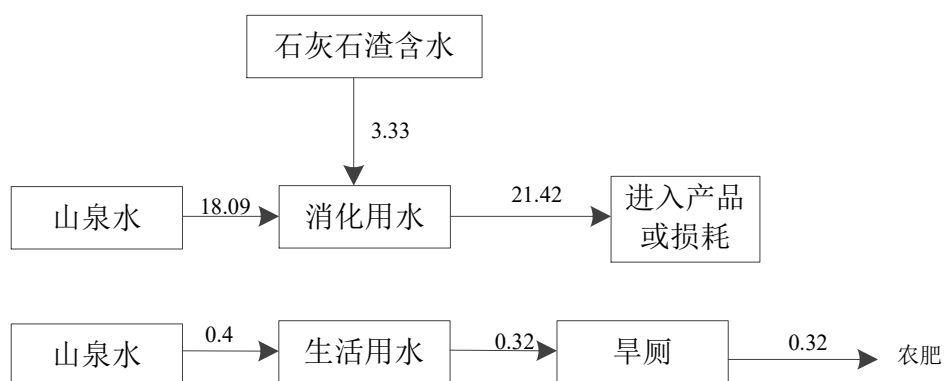 石灰石渣含水
3.33
山泉水
18.09
消化用水
21.42
进入产品
或损耗
山泉水
0.4
生活用水
0.32
旱厕
0.32
农肥